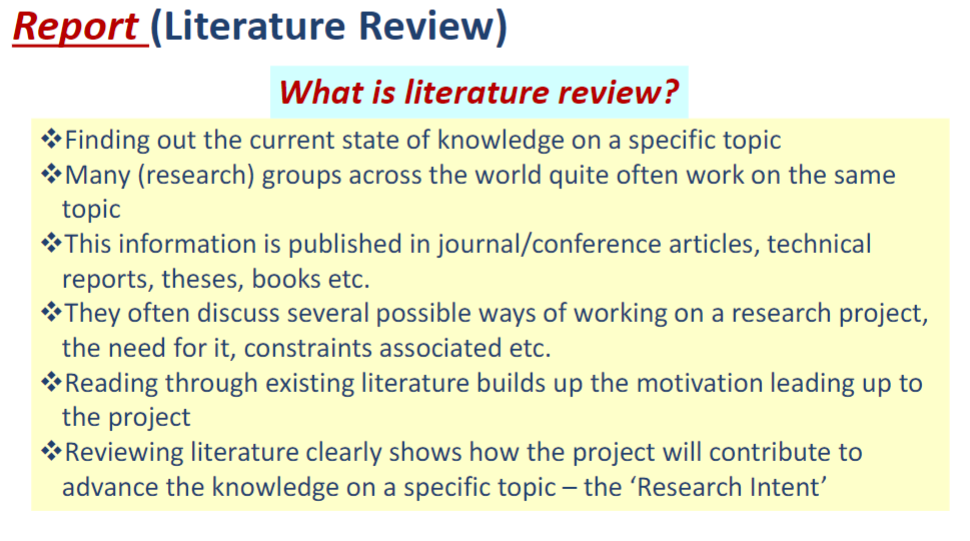 Report (Literature Review)
What is literature review?
❖Finding out the current state of knowledge on a specific topic
❖Many (research) groups across the world quite often work on the same
topic
❖This information is published in journal/conference articles, technical
reports, theses, books etc.
❖They often discuss several possible ways of working on a research project,
the need for it, constraints associated etc.
❖Reading through existing literature builds up the motivation leading up to
the project
❖Reviewing literature clearly shows how the project will contribute to
advance the knowledge on a specific topic – the ‘Research Intent’